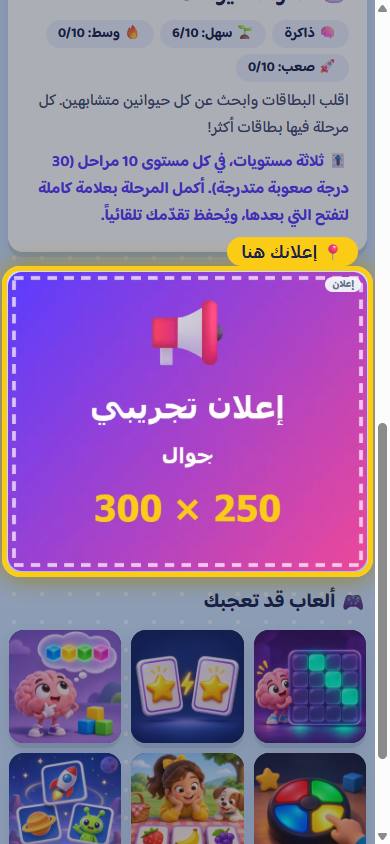 🧠 ذاكرة
🌱 سهل: 6/10
🔥 وسط: 0/10
🚀 صعب: 0/10
اقلب البطاقات وابحث عن كل حيوانين متشابهين. كل
مرحلة فيها بطاقات أكثر!
ثلاثة مستويات، في كل مستوى 10 مراحل (30
درجة صعوبة متدرجة). أكمل المرحلة بعلامة كاملة
لتفتح التي بعدها، ويُحفظ تقدّمك تلقائياً.
📍 إعلانك هنا
إعلان
إعلان تجريبي
جوال
300 × 250
🎮 ألعاب قد تعجبك